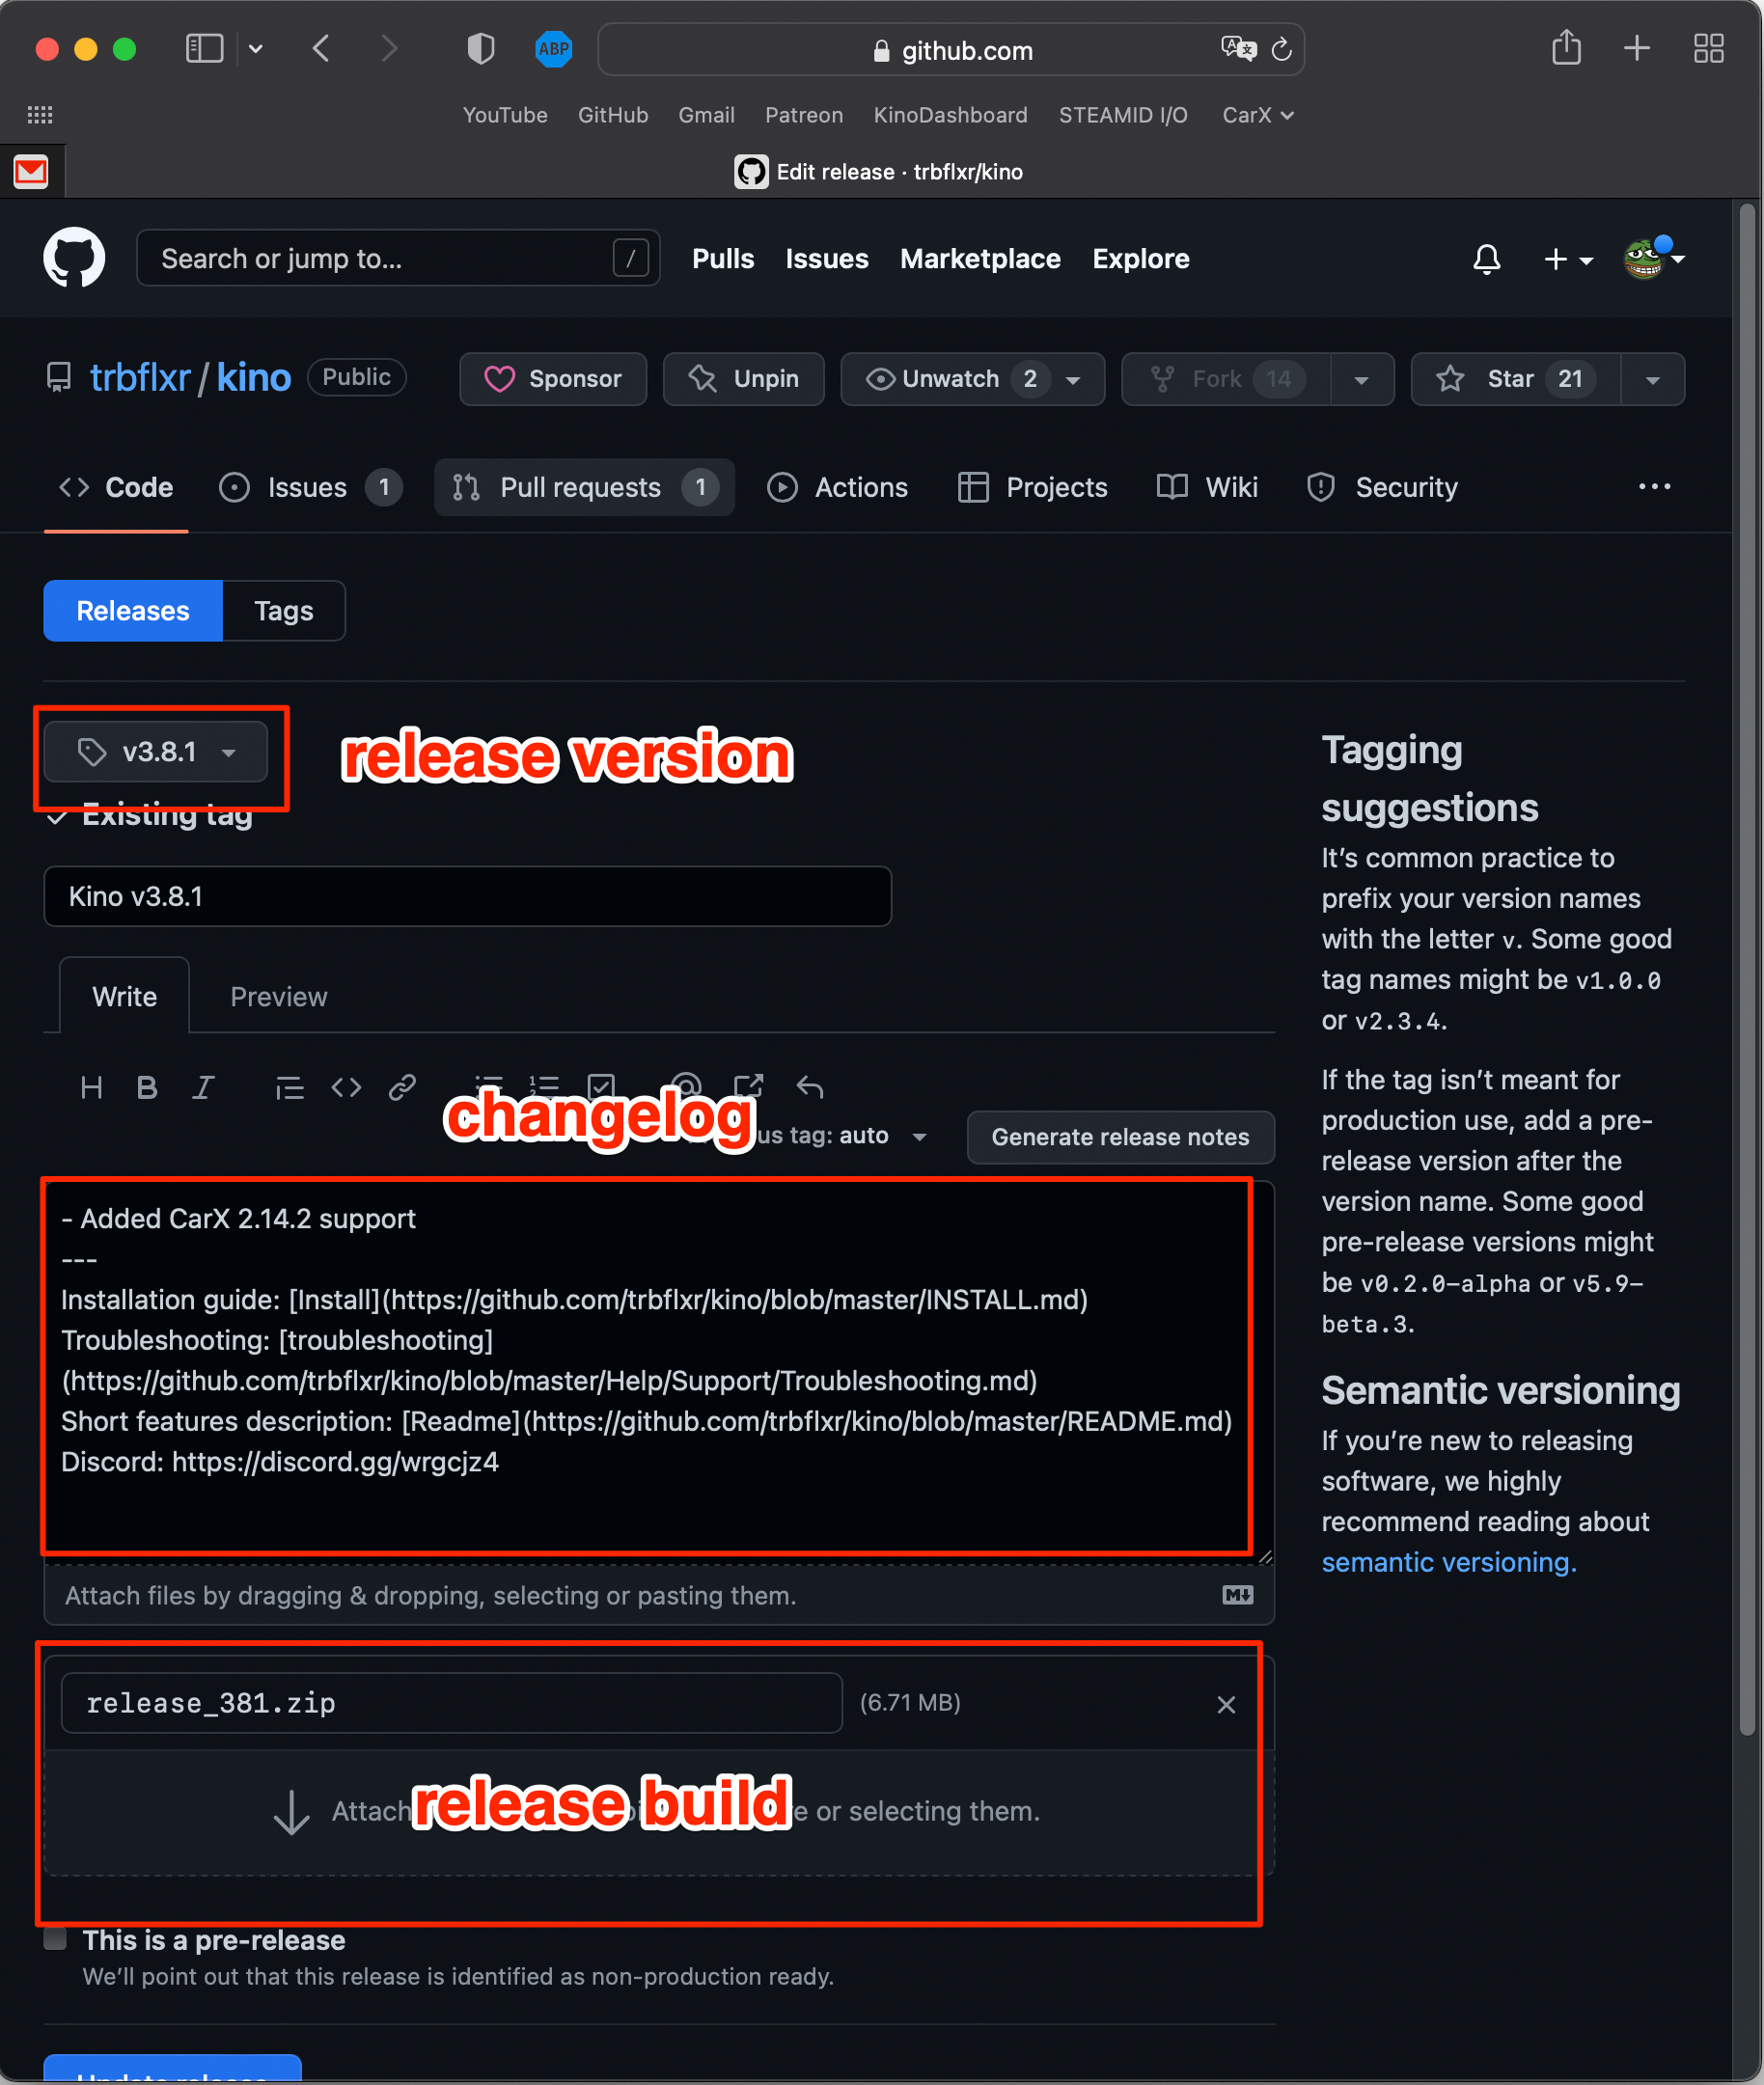 ABP
github.com
YouTube GitHub Gmail Patreon KinoDashboard STEAMID I/O CarX
Edit release · trbflxr/kino
Search or jump to... /
Pulls Issues Marketplace Explore
trbflxr / kino Public
Sponsor Unpin Unwatch 2 Fork 14 Star 21
Code Issues 1 Pull requests 1 Actions Projects Wiki Security ...
Releases Tags
v3.8.1
release version
Existing tag
Kino v3.8.1
Write Preview
H B I
changelog
us tag: auto
Generate release notes
- Added CarX 2.14.2 support
---
Installation guide: [Install](https://github.com/trbflxr/kino/blob/master/INSTALL.md)
Troubleshooting: [troubleshooting]
(https://github.com/trbflxr/kino/blob/master/Help/Support/Troubleshooting.md)
Short features description: [Readme](https://github.com/trbflxr/kino/blob/master/README.md)
Discord: https://discord.gg/wrgcjz4
Attach files by dragging & dropping, selecting or pasting them.
release_381.zip (6.71 MB)
Attach
release build
or selecting them.
This is a pre-release
We'll point out that this release is identified as non-production ready.
Update release
Tagging
suggestions
It's common practice to
prefix your version names
with the letter v. Some good
tag names might be v1.0.0
or v2.3.4.
If the tag isn't meant for
production use, add a pre-
release version after the
version name. Some good
pre-release versions might
be v0.2.0-alpha or v5.9-
beta.3.
Semantic versioning
If you're new to releasing
software, we highly
recommend reading about
semantic versioning.